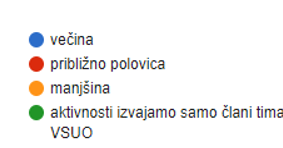 večina
približno polovica
manjšina
aktivnosti izvajamo samo člani tima
VSUO